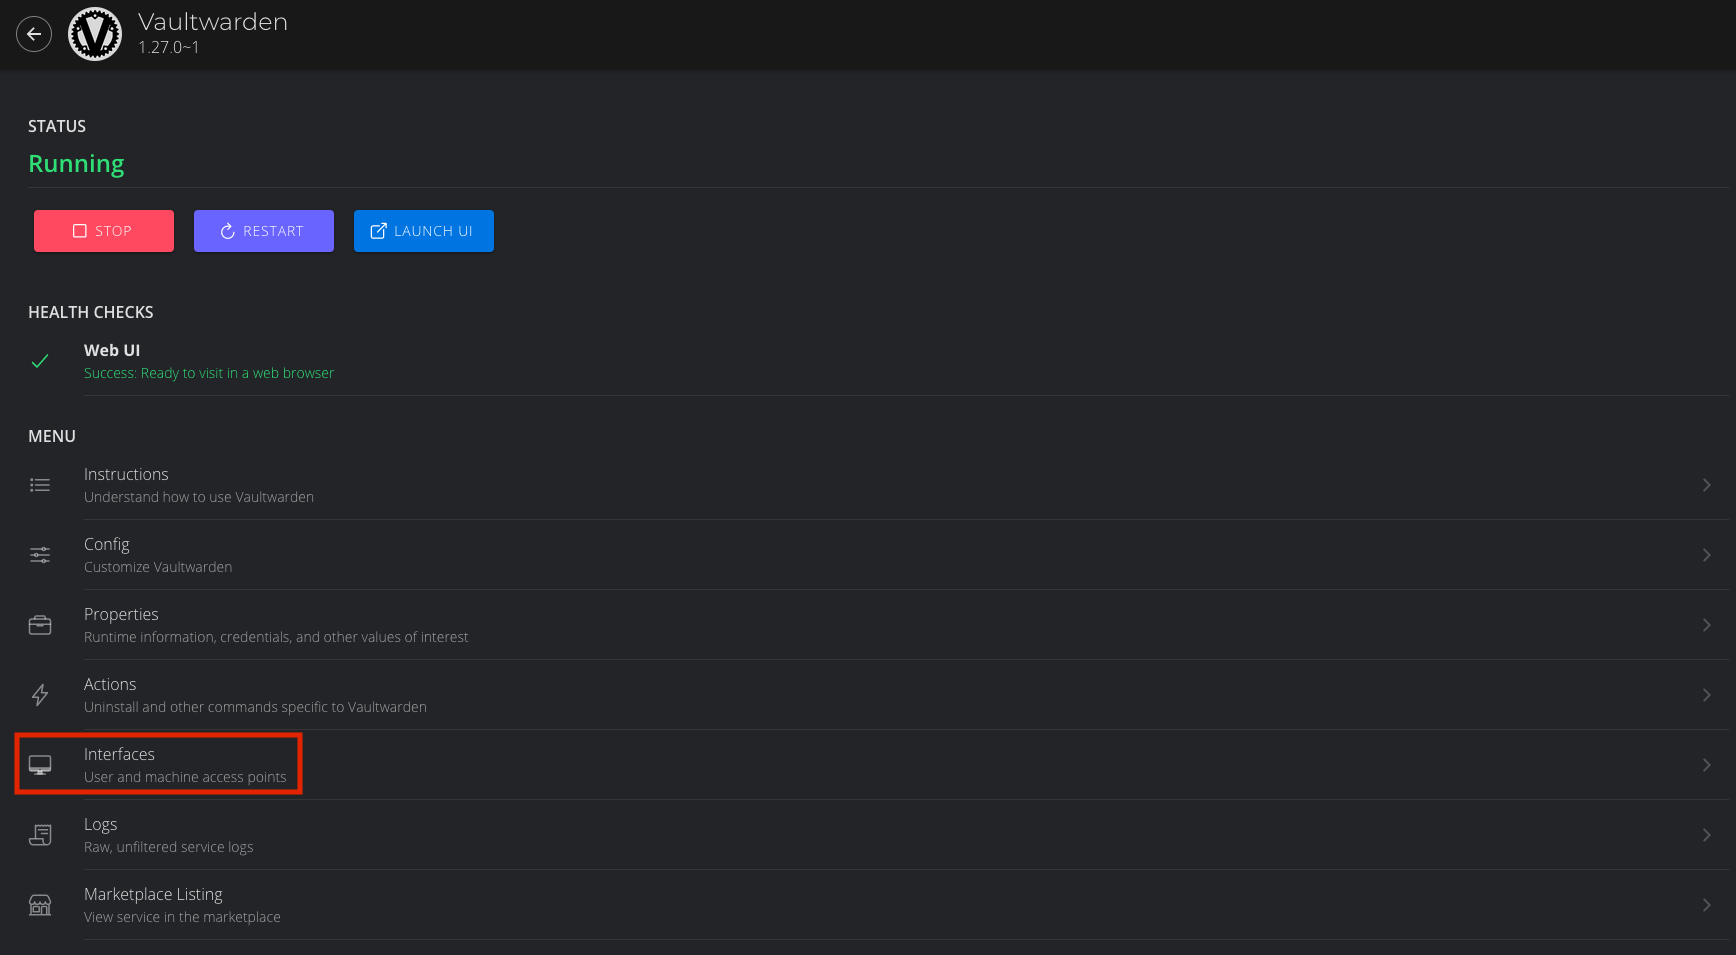 Vaultwarden
1.27.0~1
STATUS
Running
STOP
RESTART
LAUNCH UI
HEALTH CHECKS
Web UI
Success: Ready to visit in a web browser
MENU
Instructions
Understand how to use Vaultwarden
Config
Customize Vaultwarden
Properties
Runtime information, credentials, and other values of interest
Actions
Uninstall and other commands specific to Vaultwarden
Interfaces
User and machine access points
Logs
Raw, unfiltered service logs
Marketplace Listing
View service in the marketplace